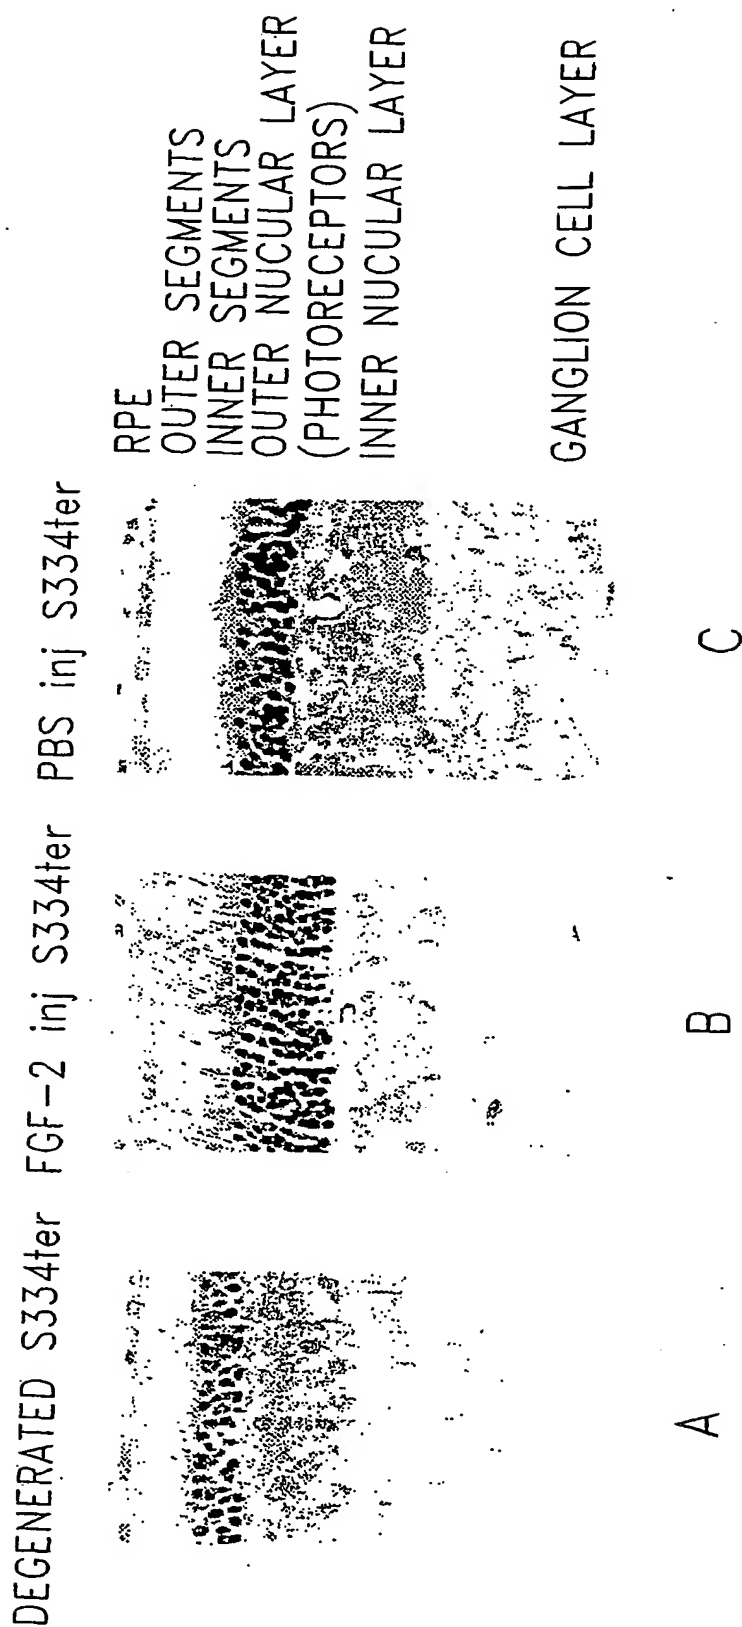 DEGENERATED S334ter
FGF-2 inj S334ter
PBS inj S334ter
RPE
OUTER SEGMENTS
INNER SEGMENTS
OUTER NUCULAR LAYER
(PHOTORECEPTORS)
INNER NUCULAR LAYER
GANGLION CELL LAYER
A
B
C